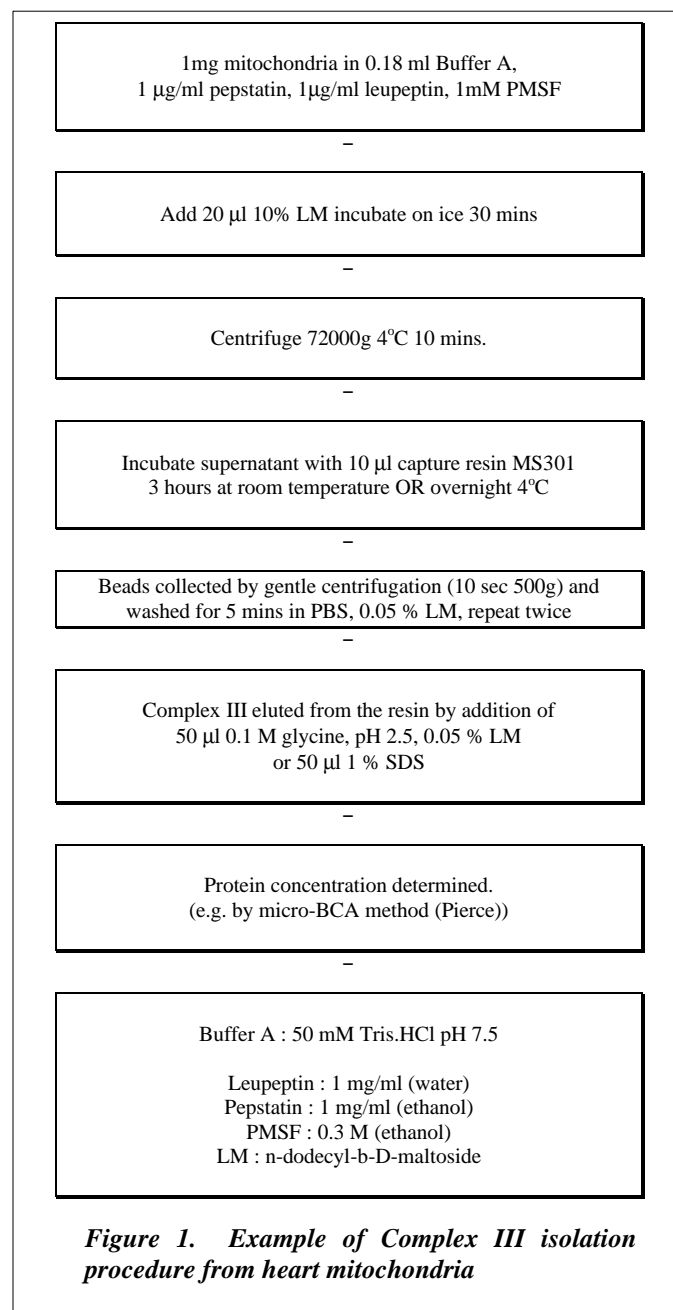 1mg mitochondria in 0.18 ml Buffer A,
1 µg/ml pepstatin, 1µg/ml leupeptin, 1mM PMSF
–
Add 20 µl 10% LM incubate on ice 30 mins
–
Centrifuge 72000g 4°C 10 mins.
–
Incubate supernatant with 10 µl capture resin MS301
3 hours at room temperature OR overnight 4°C
–
Beads collected by gentle centrifugation (10 sec 500g) and
washed for 5 mins in PBS, 0.05 % LM, repeat twice
–
Complex III eluted from the resin by addition of
50 µl 0.1 M glycine, pH 2.5, 0.05 % LM
or 50 µl 1 % SDS
–
Protein concentration determined.
(e.g. by micro-BCA method (Pierce))
–
Buffer A : 50 mM Tris.HCl pH 7.5
Leupeptin : 1 mg/ml (water)
Pepstatin : 1 mg/ml (ethanol)
PMSF : 0.3 M (ethanol)
LM : n-dodecyl-b-D-maltoside
Figure 1. Example of Complex III isolation
procedure from heart mitochondria